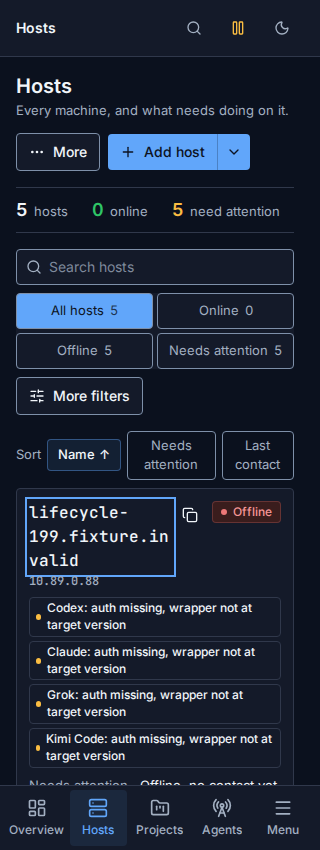 Hosts
Hosts
Every machine, and what needs doing on it.
More
Add host
5 hosts 0 online 5 need attention
Search hosts
All hosts 5
Online 0
Offline 5
Needs attention 5
More filters
Sort
Name ↑
Needs
attention
Last
contact
lifecycle-
199.fixture.in
valid
Offline
10.89.0.88
Codex: auth missing, wrapper not at
target version
Claude: auth missing, wrapper not at
target version
Grok: auth missing, wrapper not at
target version
Kimi Code: auth missing, wrapper not at
target version
Needs attention · Offline, no contact yet
Overview
Hosts
Projects
Agents
Menu